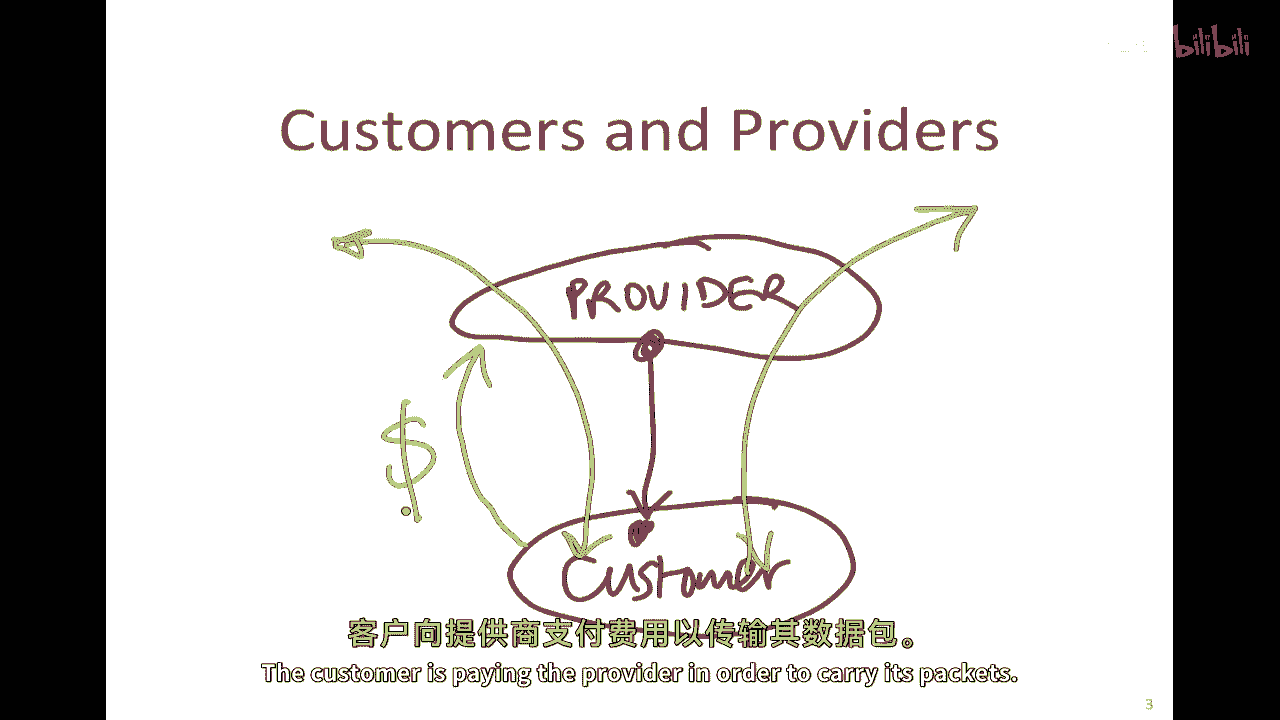 bilibili
Customers and Providers
PROVIDER
$
Customer
客户向提供商支付费用以传输其数据包。
The customer is paying the provider in order to carry its packets.
3